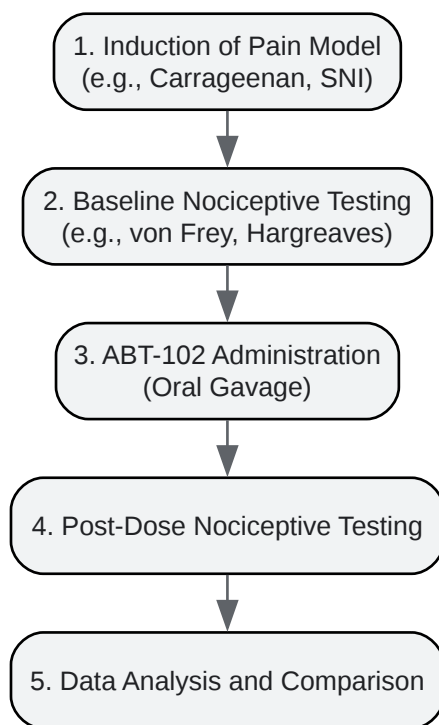 1. Induction of Pain Model
(e.g., Carrageenan, SNI)
2. Baseline Nociceptive Testing
(e.g., von Frey, Hargreaves)
3. ABT-102 Administration
(Oral Gavage)
4. Post-Dose Nociceptive Testing
5. Data Analysis and Comparison